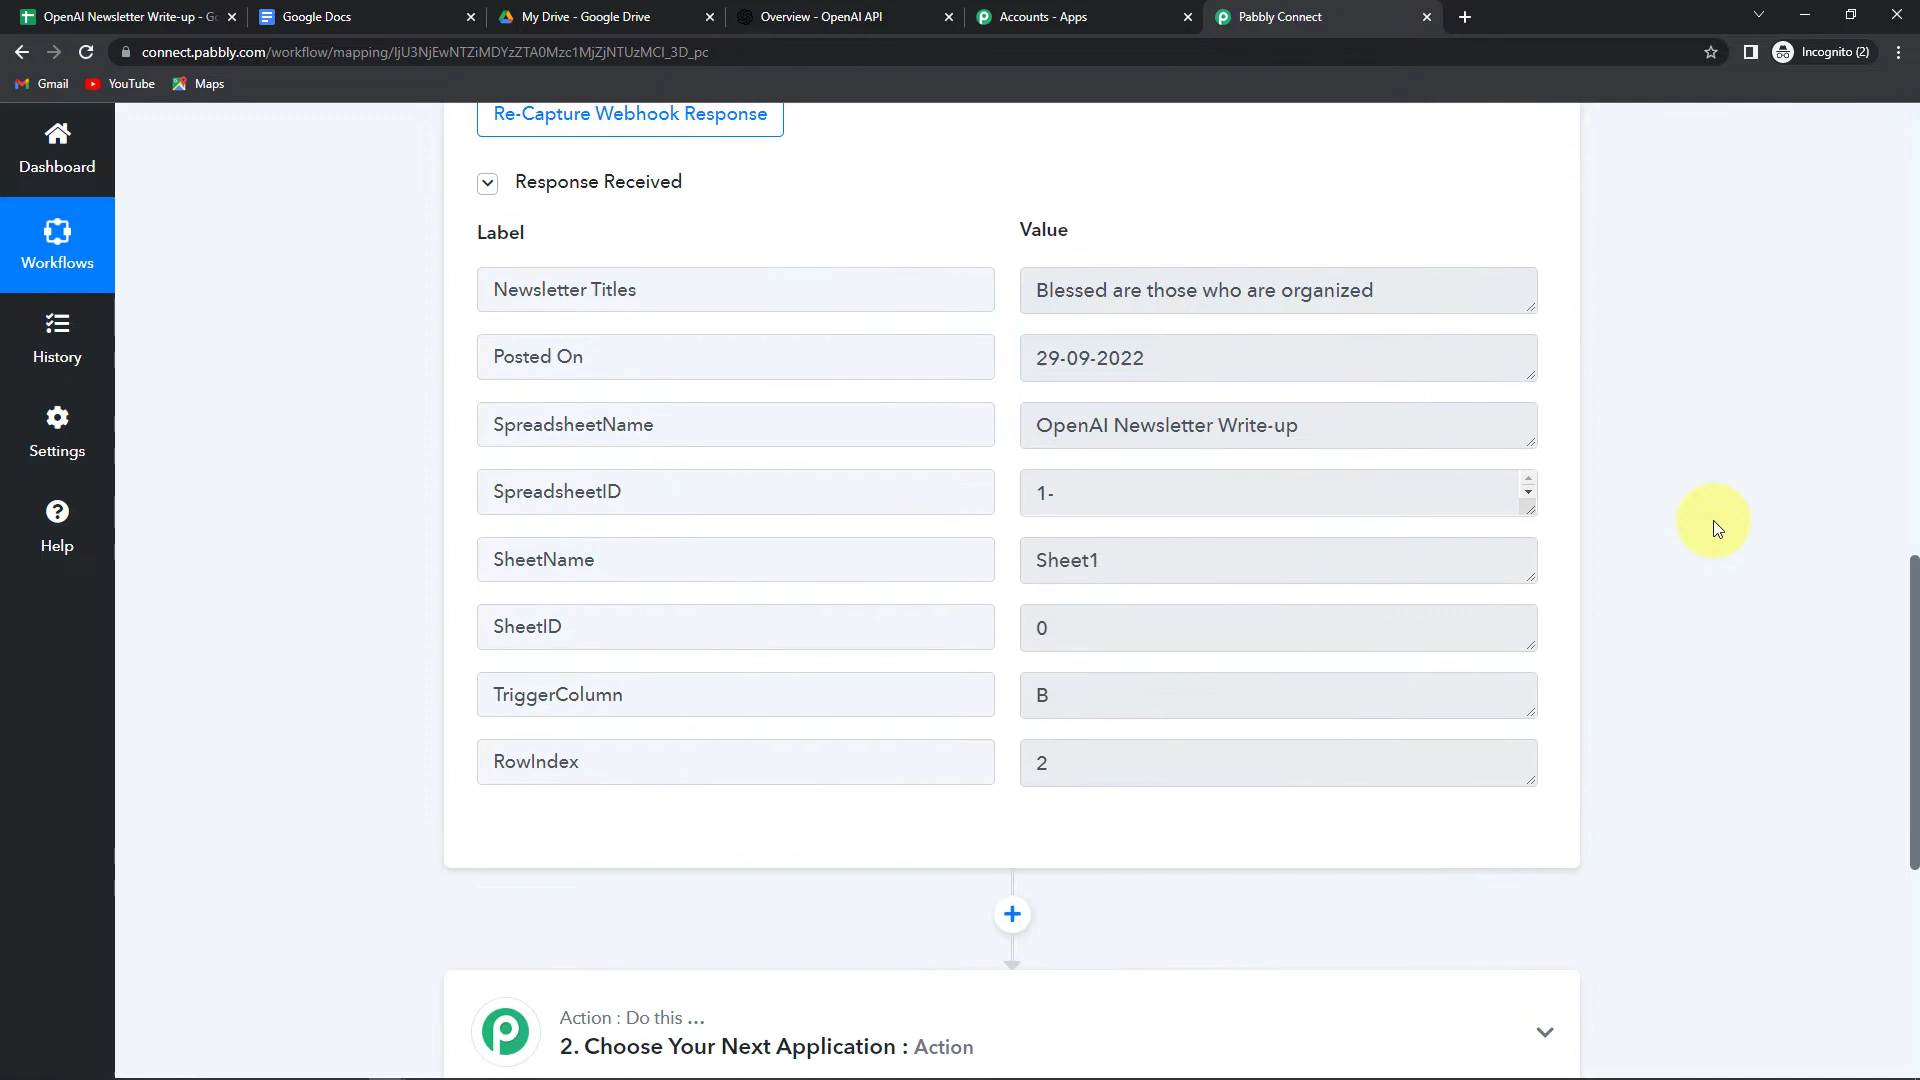 OpenAI Newsletter Write-up - Go
Google Docs
My Drive - Google Drive
Overview - OpenAI API
Accounts - Apps
Pabbly Connect
connect.pabbly.com/workflow/mapping/IjU3NjEwNTZiMDYzZTA0Mzc1MjZjNTUzMCI_3D_pc
Incognito (2)
Gmail
YouTube
Maps
Dashboard
Workflows
History
Settings
Help
Re-Capture Webhook Response
Response Received
Label
Value
Newsletter Titles
Blessed are those who are organized
Posted On
29-09-2022
SpreadsheetName
OpenAI Newsletter Write-up
SpreadsheetID
1-
SheetName
Sheet1
SheetID
0
TriggerColumn
B
RowIndex
2
Action : Do this ...
2. Choose Your Next Application : Action